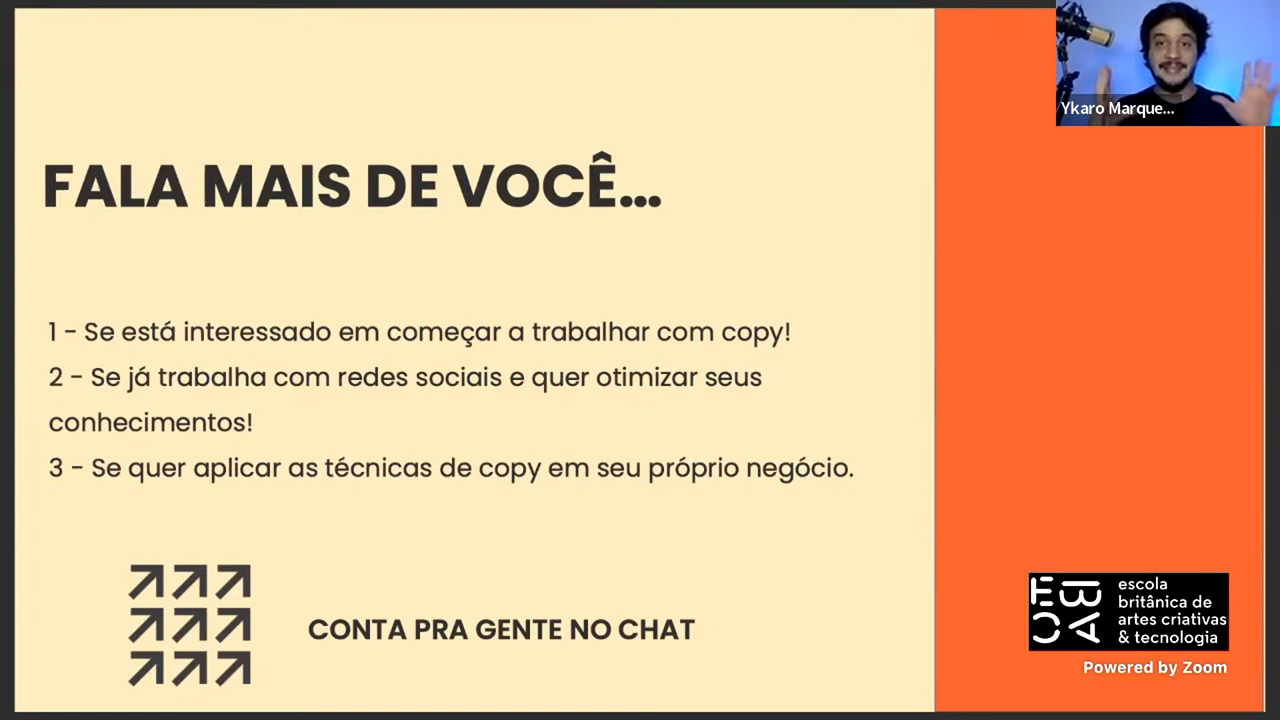 Ykaro Marque...
FALA MAIS DE VOCÊ...
1 - Se está interessado em começar a trabalhar com copy!
2 - Se já trabalha com redes sociais e quer otimizar seus
conhecimentos!
3 - Se quer aplicar as técnicas de copy em seu próprio negócio.
CONTA PRA GENTE NO CHAT
EBAC
escola
britânica de
artes criativas
& tecnologia
Powered by Zoom